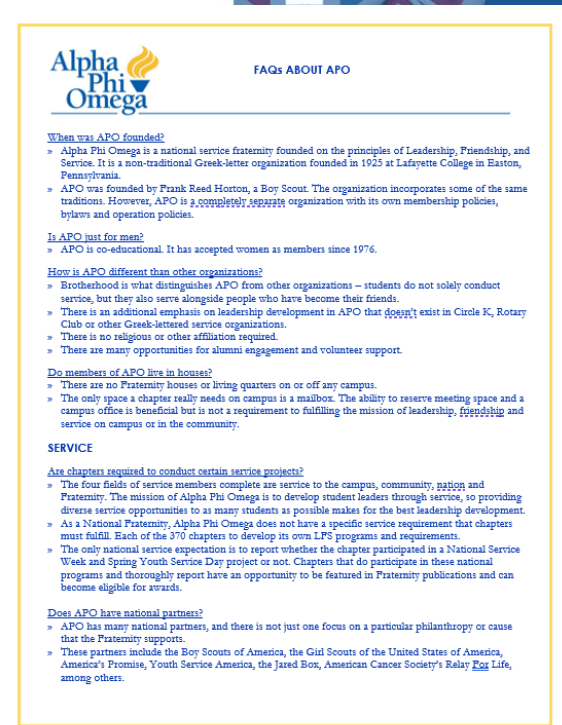 Alpha
Phi
Omega
FAQs ABOUT APO
When was APO founded?
» Alpha Phi Omega is a national service fraternity founded on the principles of Leadership, Friendship, and
Service. It is a non-traditional Greek-letter organization founded in 1925 at Lafayette College in Easton,
Pennsylvania.
» APO was founded by Frank Reed Horton, a Boy Scout. The organization incorporates some of the same
traditions. However, APO is a completely separate organization with its own membership policies,
bylaws and operation policies.
Is APO just for men?
» APO is co-educational. It has accepted women as members since 1976.
How is APO different than other organizations?
» Brotherhood is what distinguishes APO from other organizations – students do not solely conduct
service, but they also serve alongside people who have become their friends.
» There is an additional emphasis on leadership development in APO that doesn't exist in Circle K, Rotary
Club or other Greek-lettered service organizations.
» There is no religious or other affiliation required.
» There are many opportunities for alumni engagement and volunteer support.
Do members of APO live in houses?
» There are no Fraternity houses or living quarters on or off any campus.
» The only space a chapter really needs on campus is a mailbox. The ability to reserve meeting space and a
campus office is beneficial but is not a requirement to fulfilling the mission of leadership, friendship and
service on campus or in the community.
SERVICE
Are chapters required to conduct certain service projects?
» The four fields of service members complete are service to the campus, community, nation and
Fraternity. The mission of Alpha Phi Omega is to develop student leaders through service, so providing
diverse service opportunities to as many students as possible makes for the best leadership development.
» As a National Fraternity, Alpha Phi Omega does not have a specific service requirement that chapters
must fulfill. Each of the 370 chapters to develop its own LFS programs and requirements.
» The only national service expectation is to report whether the chapter participated in a National Service
Week and Spring Youth Service Day project or not. Chapters that do participate in these national
programs and thoroughly report have an opportunity to be featured in Fraternity publications and can
become eligible for awards.
Does APO have national partners?
» APO has many national partners, and there is not just one focus on a particular philanthropy or cause
that the Fraternity supports.
» These partners include the Boy Scouts of America, the Girl Scouts of the United States of America,
America's Promise, Youth Service America, the Jared Box, American Cancer Society's Relay For Life,
among others.